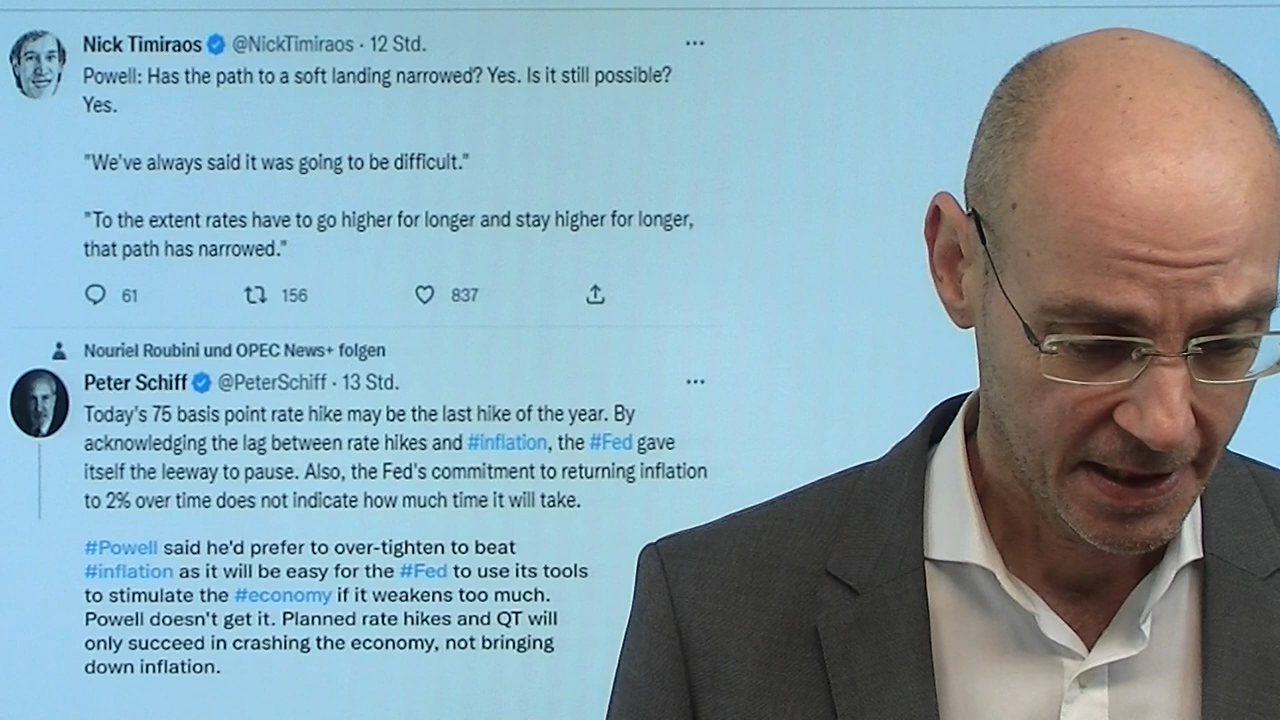 Nick Timiraos @NickTimiraos · 12 Std.
Powell: Has the path to a soft landing narrowed? Yes. Is it still possible?
Yes.
"We've always said it was going to be difficult."
"To the extent rates have to go higher for longer and stay higher for longer,
that path has narrowed."
61 156 837
Nouriel Roubini und OPEC News+ folgen
Peter Schiff @PeterSchiff · 13 Std.
Today's 75 basis point rate hike may be the last hike of the year. By
acknowledging the lag between rate hikes and #inflation, the #Fed gave
itself the leeway to pause. Also, the Fed's commitment to returning inflation
to 2% over time does not indicate how much time it will take.
#Powell said he'd prefer to over-tighten to beat
#inflation as it will be easy for the #Fed to use its tools
to stimulate the #economy if it weakens too much.
Powell doesn't get it. Planned rate hikes and QT will
only succeed in crashing the economy, not bringing
down inflation.